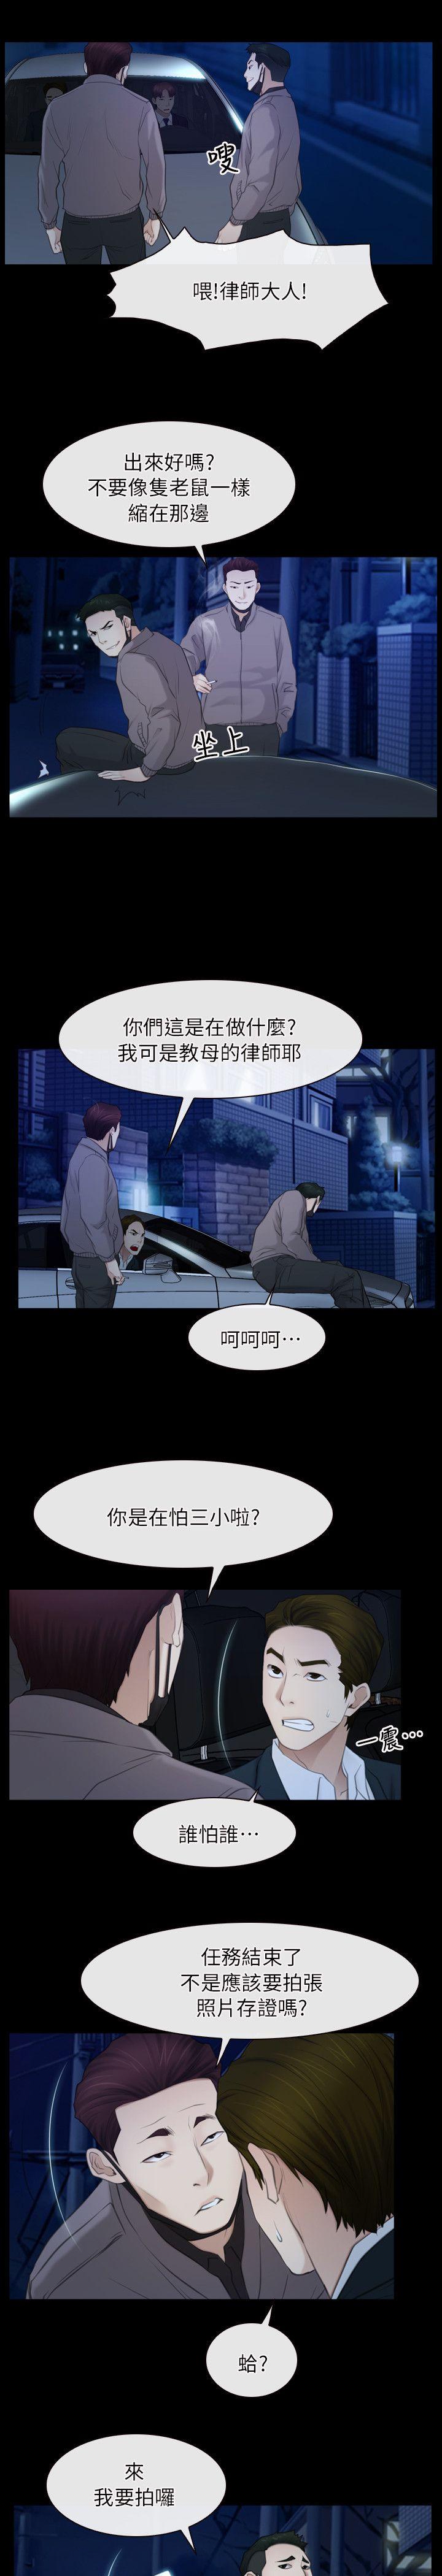 嗖
喂!律師大人!
出來好嗎?
不要像隻老鼠一樣
縮在那邊
坐上
你們這是在做什麼?
我可是教母的律師耶
呵呵呵…
你是在怕三小啦?
一震…
誰怕誰…
任務結束了
不是應該要拍張
照片存證嗎?
蛤?
來
我要拍囉